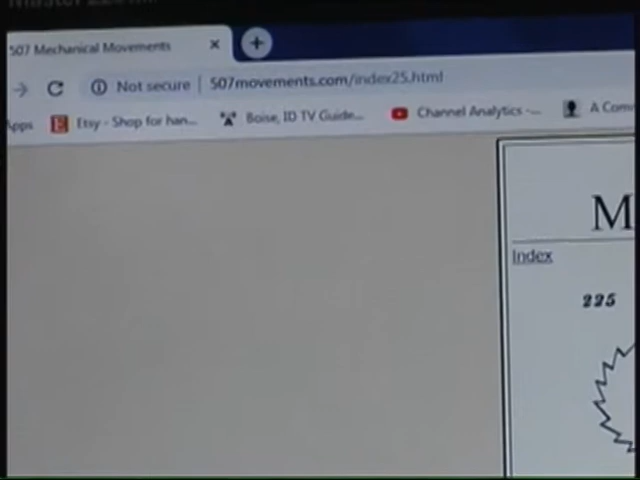 507 Mechanical Movements
Not secure | 507movements.com/index25.html
Apps Etsy - Shop for han... Boise, ID TV Guide... Channel Analytics -... A Com
M
Index
225